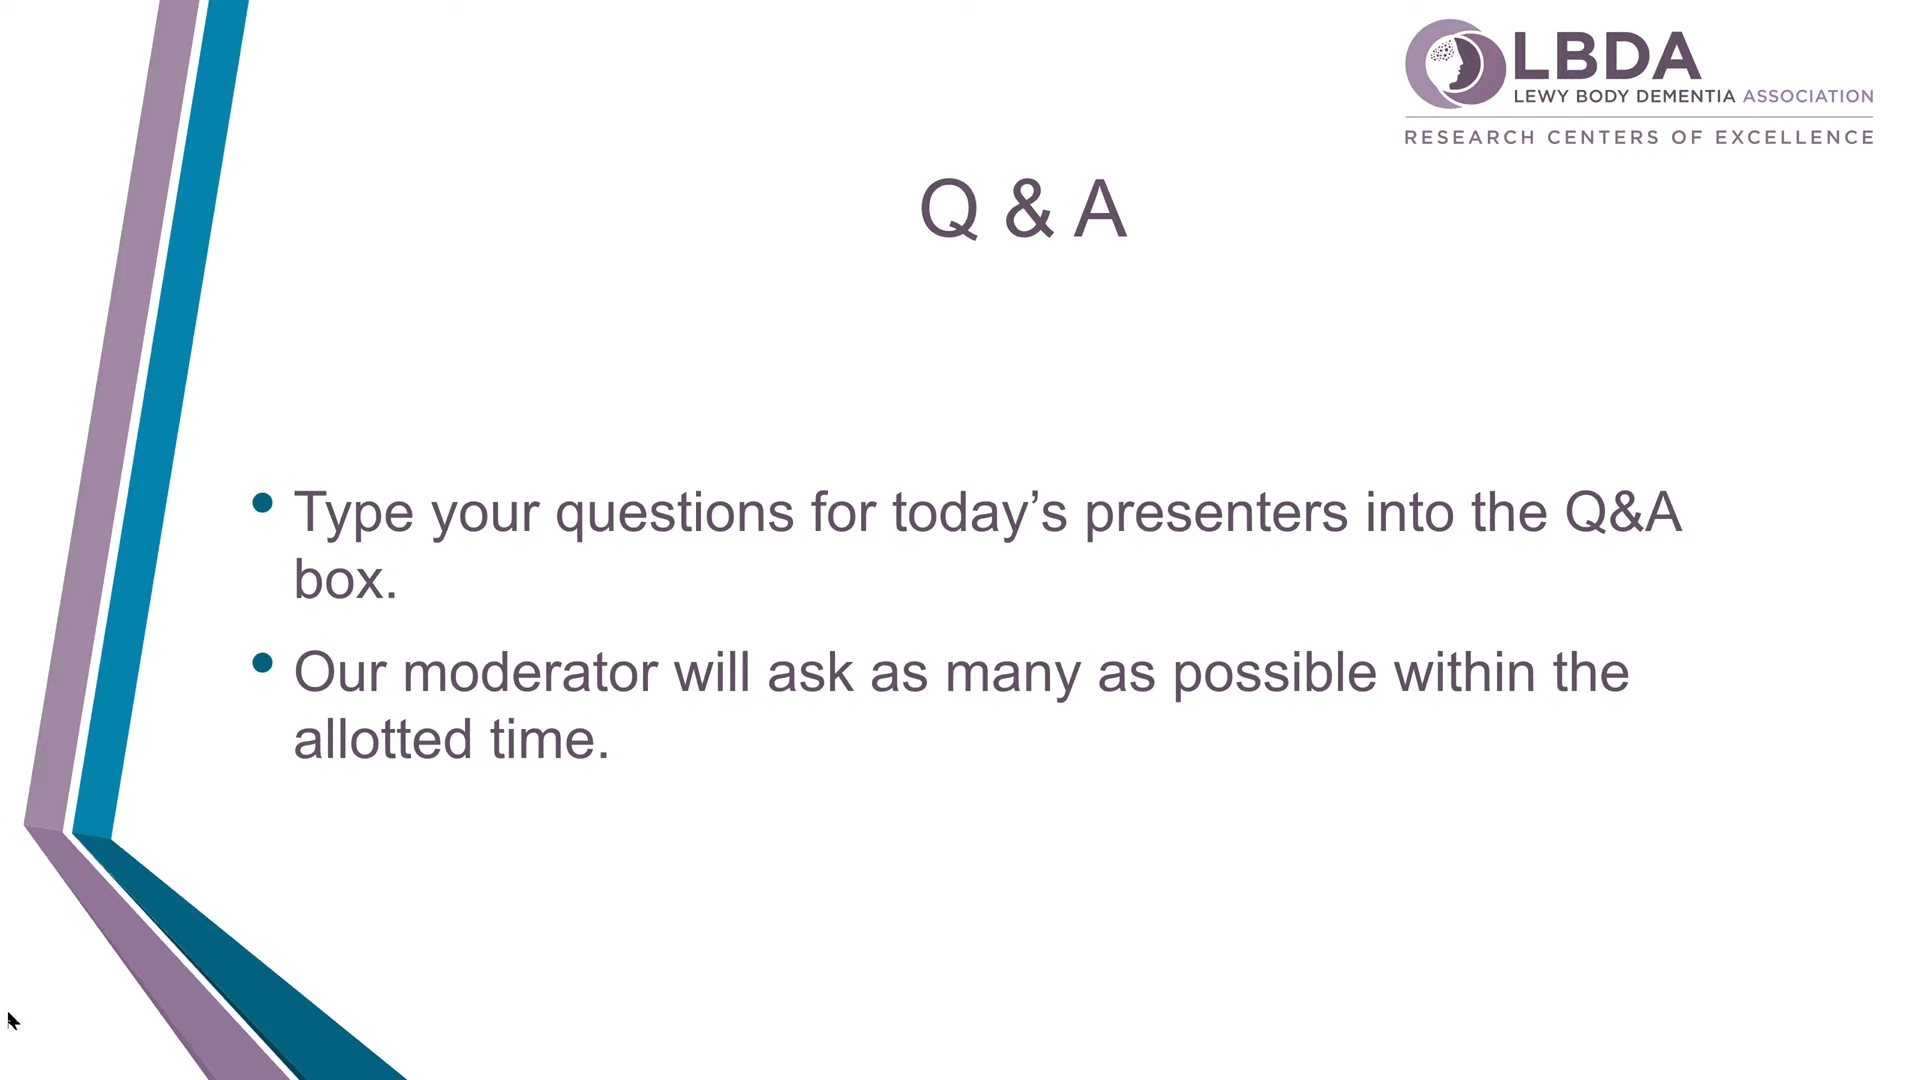 LBDA
LEWY BODY DEMENTIA ASSOCIATION
RESEARCH CENTERS OF EXCELLENCE
Q & A
• Type your questions for today’s presenters into the Q&A
box.
• Our moderator will ask as many as possible within the
allotted time.